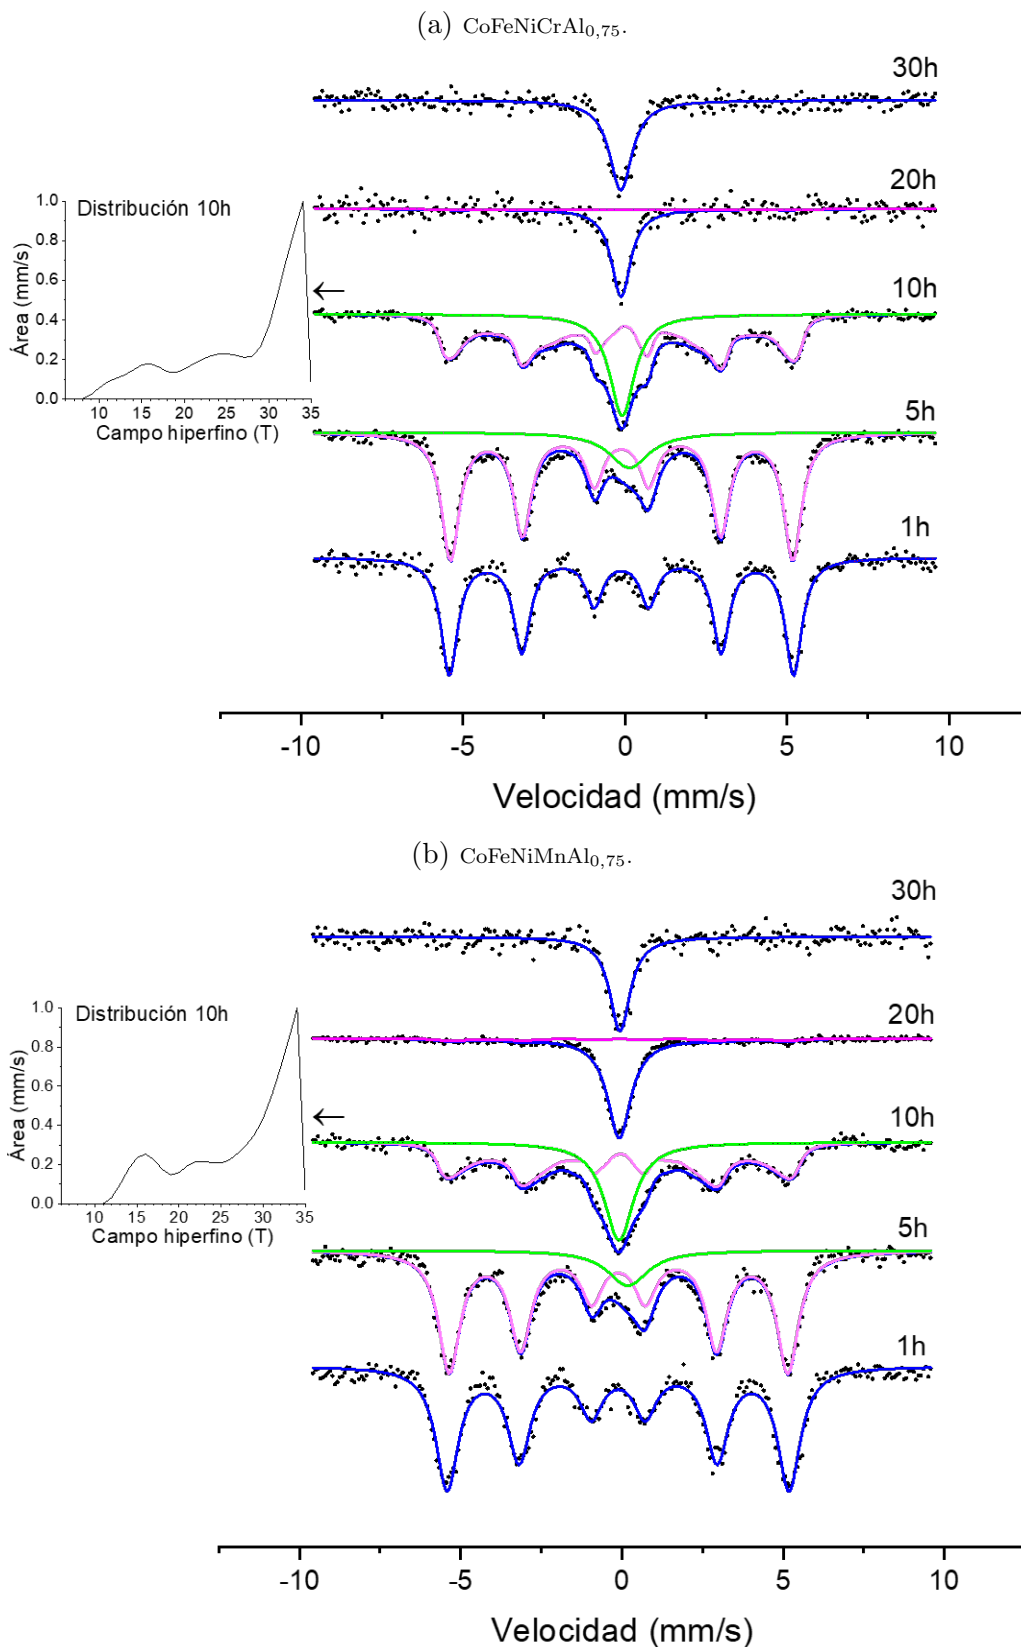 (a) CoFeNiCrAl0,75.
30h
20h
Distribución 10h
10h
5h
1h
Área (mm/s)
1.0
0.8
0.6
0.4
0.2
0.0
10 15 20 25 30 35
Campo hiperfino (T)
←
-10 -5 0 5 10
Velocidad (mm/s)
(b) CoFeNiMnAl0,75.
30h
20h
Distribución 10h
10h
5h
1h
Área (mm/s)
1.0
0.8
0.6
0.4
0.2
0.0
10 15 20 25 30 35
Campo hiperfino (T)
←
-10 -5 0 5 10
Velocidad (mm/s)